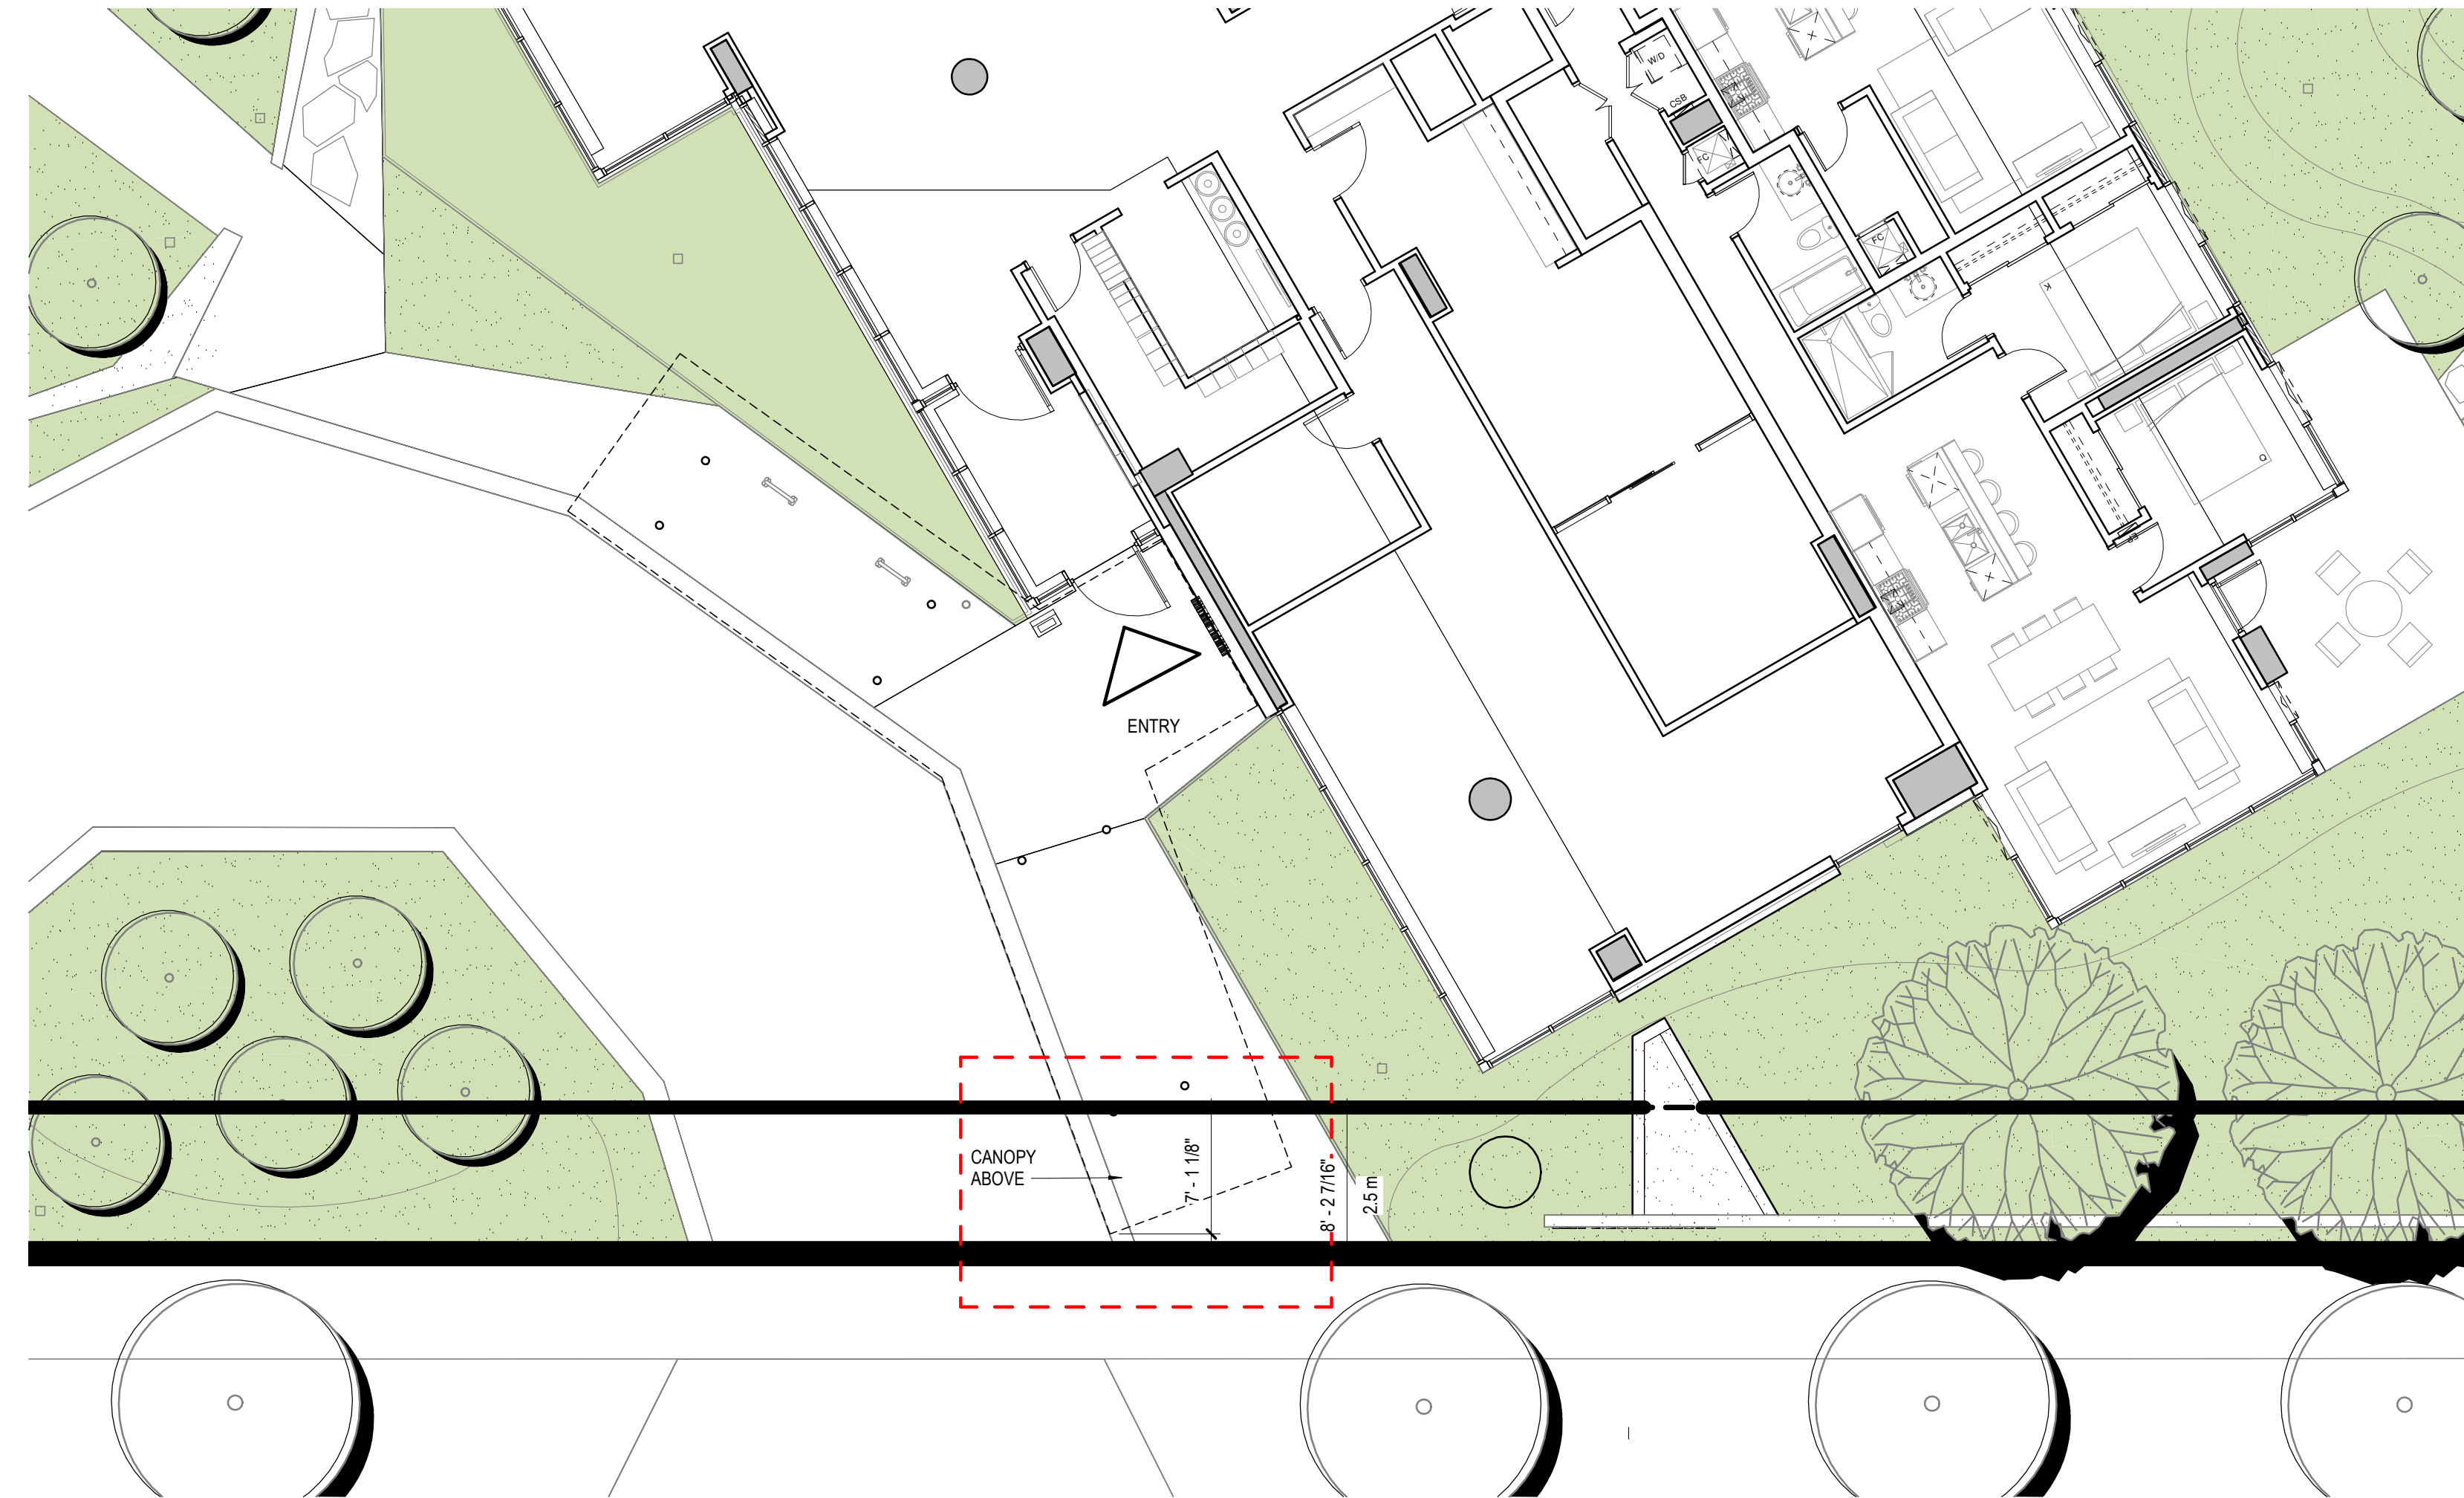 W/D
CSB
FC
FC
K
Q
ENTRY
CANOPY
ABOVE
7' - 1 1/8"
8' - 2 7/16"
2.5 m